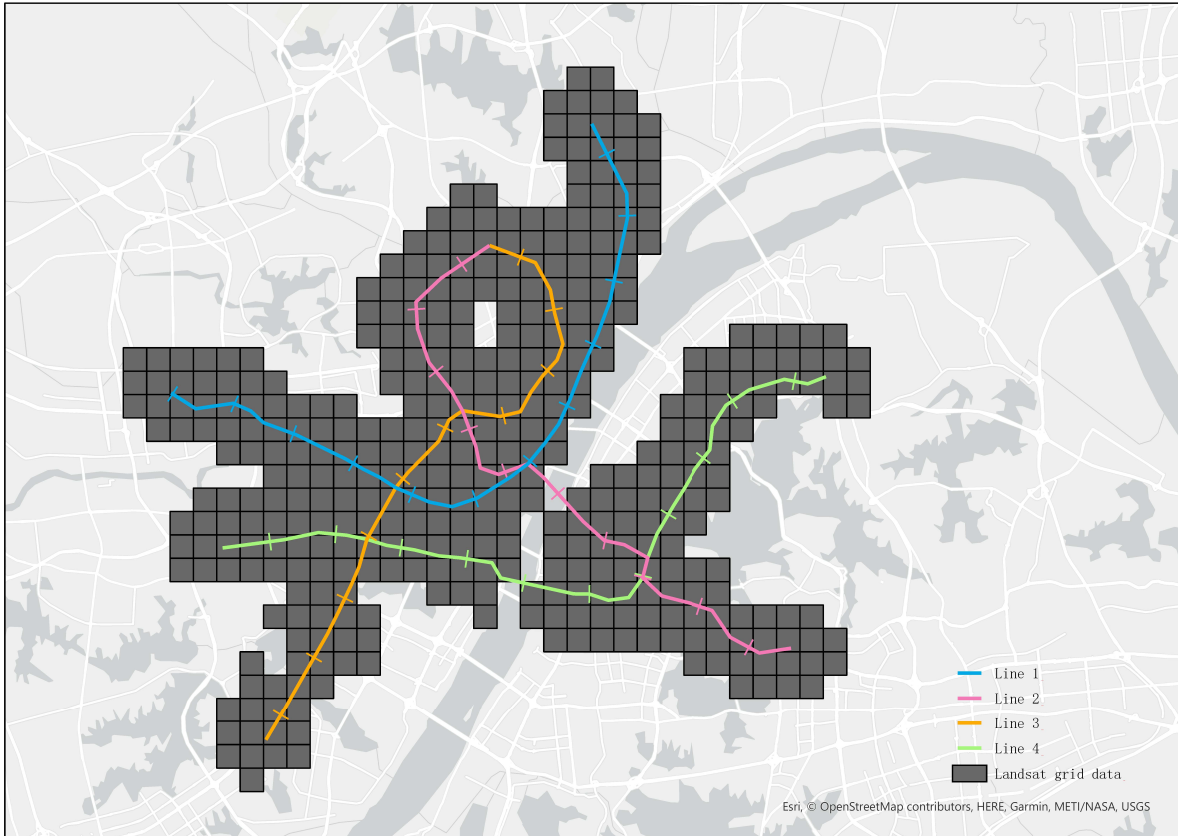 Line 1
Line 2
Line 3
Line 4
Landsat grid data
Esri, © OpenStreetMap contributors, HERE, Garmin, METI/NASA, USGS